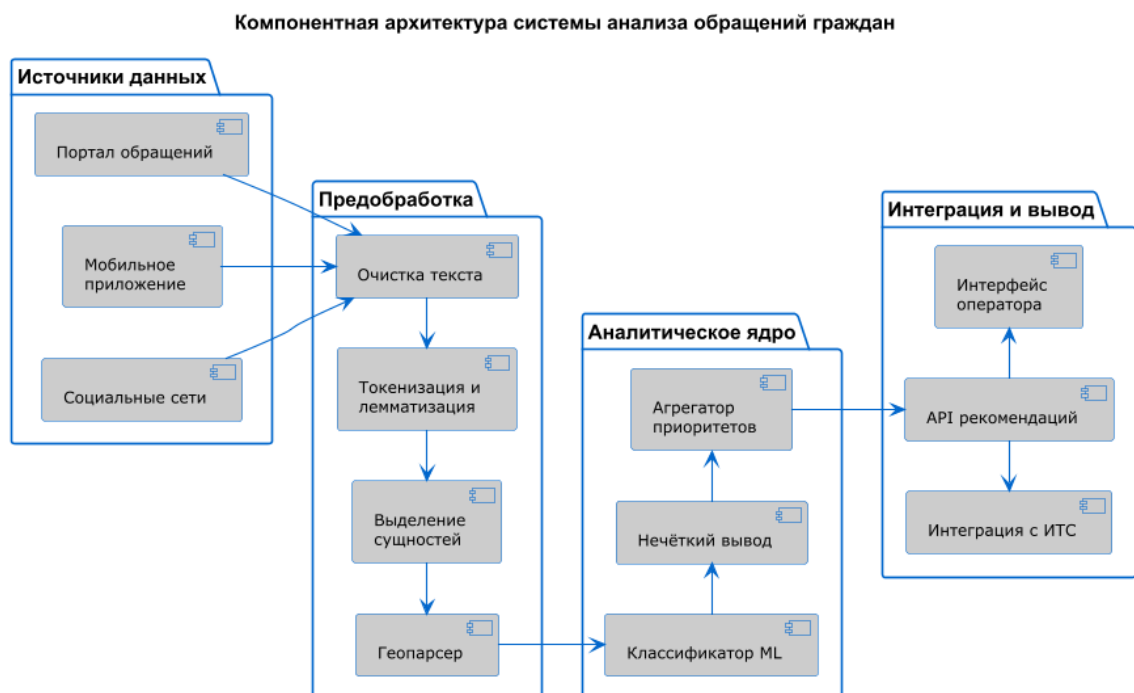 Компонентная архитектура системы анализа обращений граждан
Источники данных
Портал обращений
Мобильное
приложение
Социальные сети
Предобработка
Очистка текста
Токенизация и
лемматизация
Выделение
сущностей
Геопарсер
Аналитическое ядро
Агрегатор
приоритетов
Нечёткий вывод
Классификатор ML
Интеграция и вывод
Интерфейс
оператора
API рекомендаций
Интеграция с ИТС